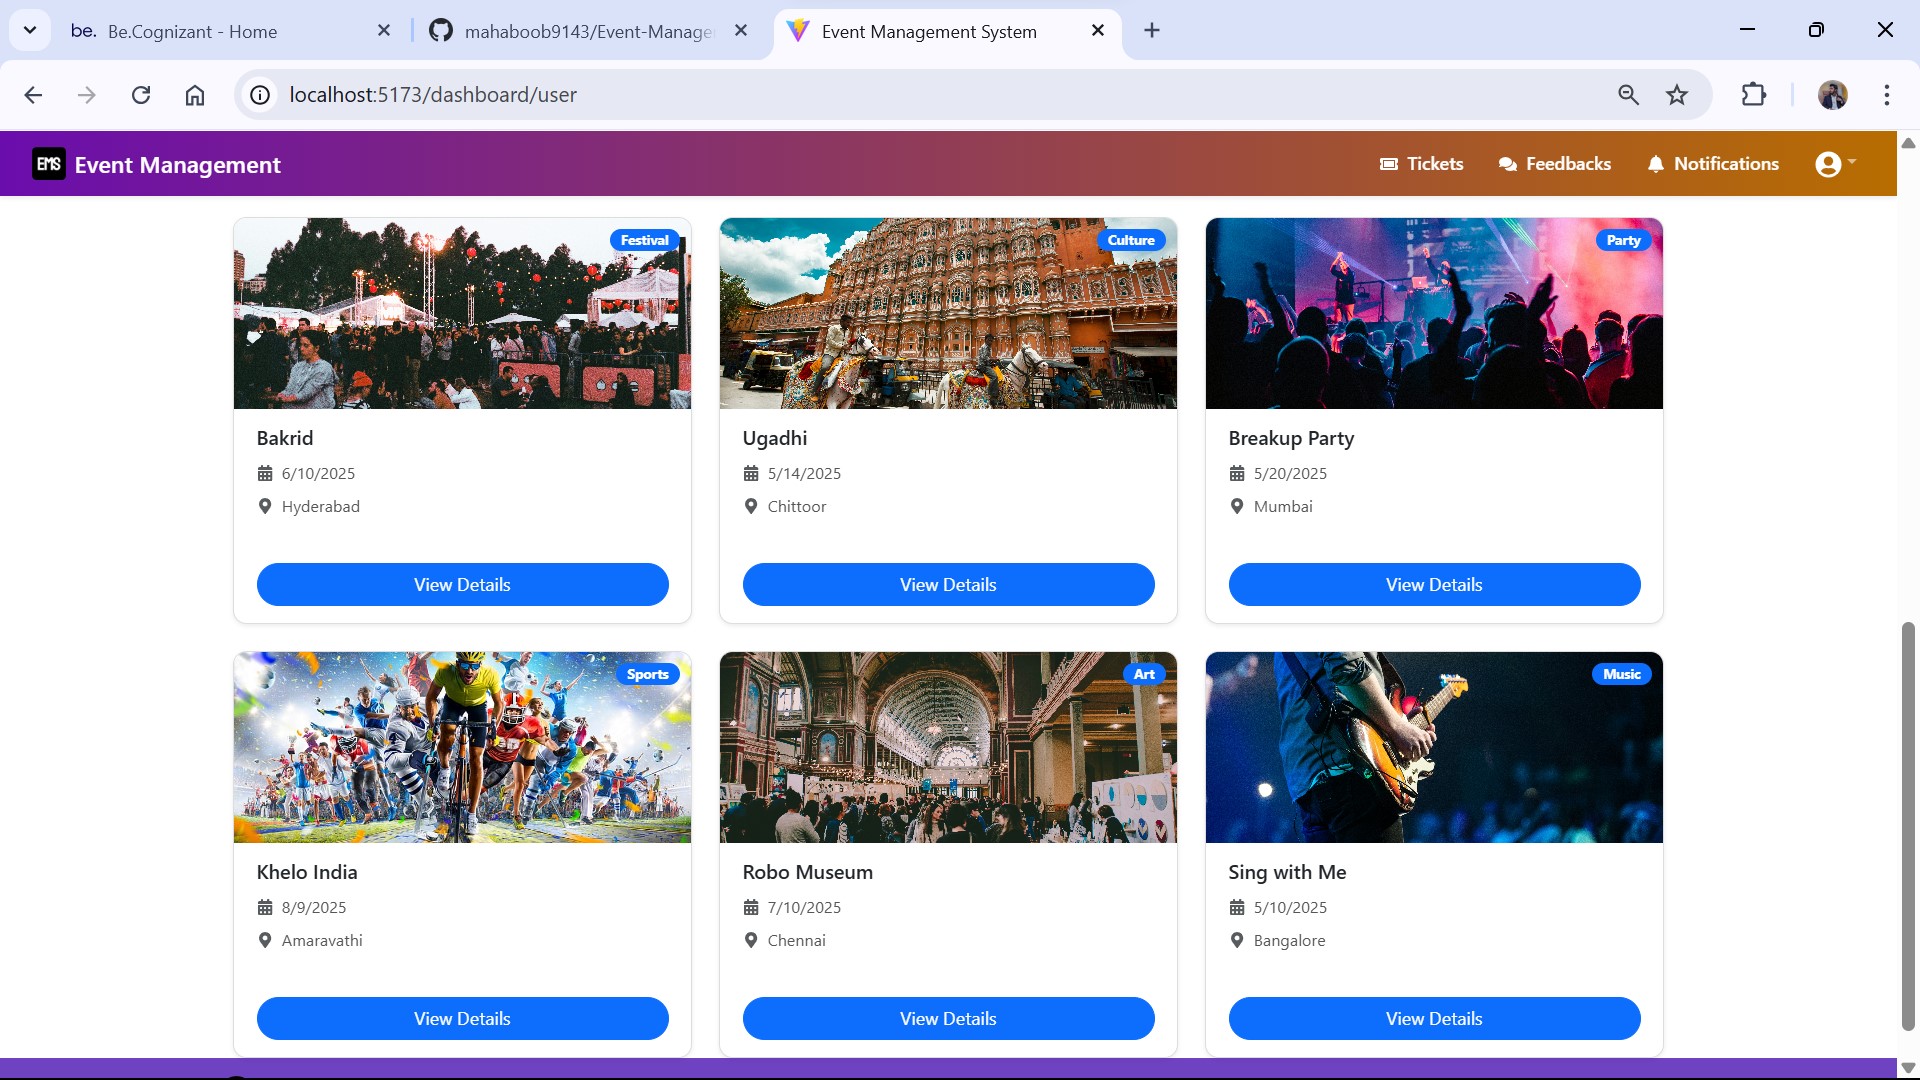 be. Be.Cognizant - Home
mahaboob9143/Event-Manage
Event Management System
localhost:5173/dashboard/user
EMS Event Management
Tickets
Feedbacks
Notifications
Festival
Culture
Party
Bakrid
6/10/2025
Hyderabad
View Details
Ugadhi
5/14/2025
Chittoor
View Details
Breakup Party
5/20/2025
Mumbai
View Details
Sports
Art
Music
Khelo India
8/9/2025
Amaravathi
View Details
Robo Museum
7/10/2025
Chennai
View Details
Sing with Me
5/10/2025
Bangalore
View Details